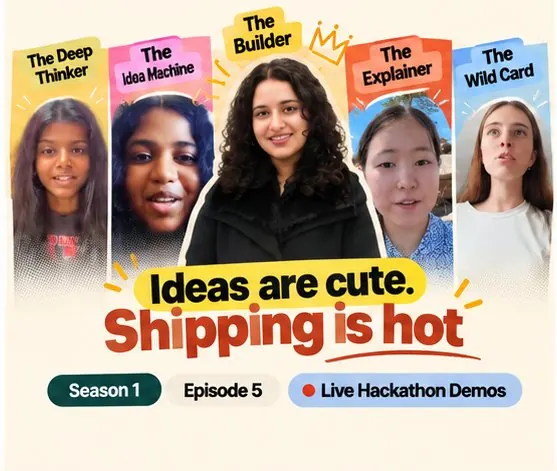 The Deep
Thinker
The
Idea Machine
The
Builder
The
Explainer
The
Wild Card
Ideas are cute.
Shipping is hot
Season 1
Episode 5
Live Hackathon Demos